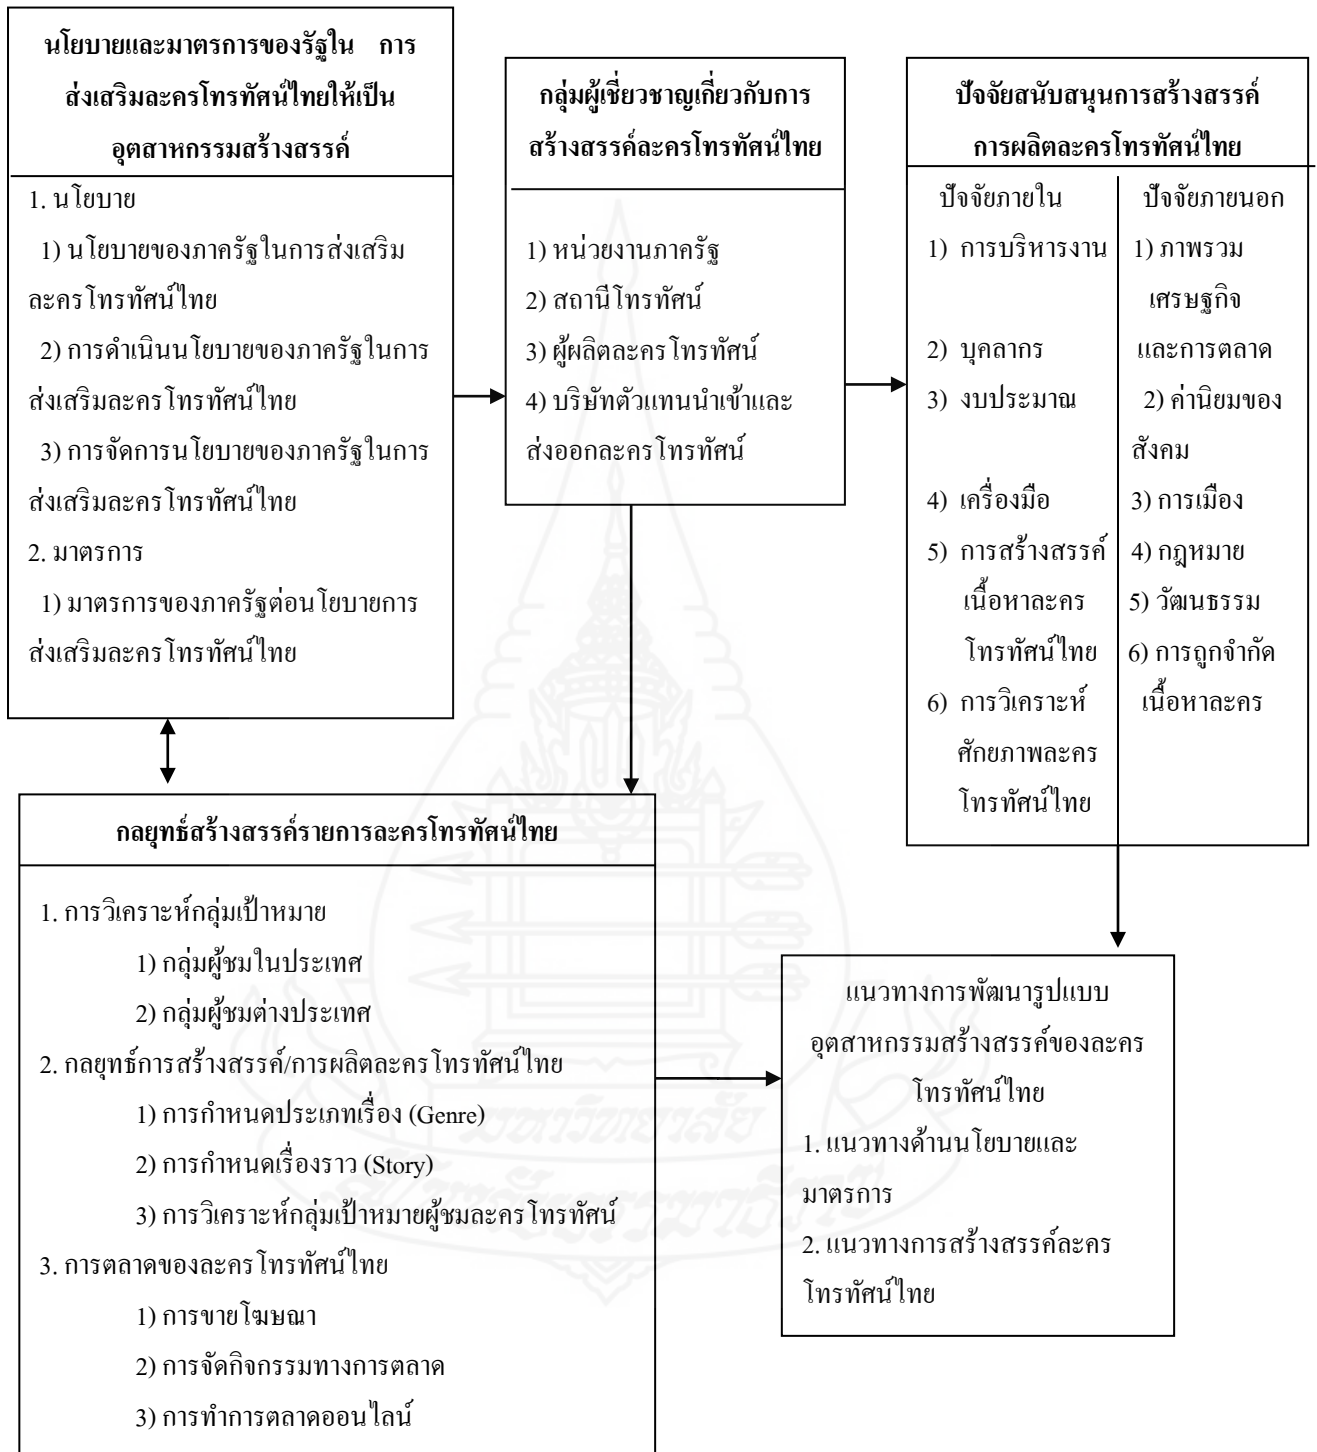 นโยบายและมาตรการของรัฐใน การ
ส่งเสริมละครโทรทัศน์ไทยให้เป็น
อุตสาหกรรมสร้างสรรค์
1. นโยบาย
1) นโยบายของภาครัฐในการส่งเสริม
ละครโทรทัศน์ไทย
2) การดำเนินนโยบายของภาครัฐในการ
ส่งเสริมละครโทรทัศน์ไทย
3) การจัดการนโยบายของภาครัฐในการ
ส่งเสริมละครโทรทัศน์ไทย
2. มาตรการ
1) มาตรการของภาครัฐต่อนโยบายการ
ส่งเสริมละครโทรทัศน์ไทย
กลุ่มผู้เชี่ยวชาญเกี่ยวกับการ
สร้างสรรค์ละครโทรทัศน์ไทย
1) หน่วยงานภาครัฐ
2) สถานีโทรทัศน์
3) ผู้ผลิตละครโทรทัศน์
4) บริษัทตัวแทนนำเข้าและ
ส่งออกละครโทรทัศน์
ปัจจัยสนับสนุนการสร้างสรรค์
การผลิตละครโทรทัศน์ไทย
ปัจจัยภายใน
1) การบริหารงาน
2) บุคลากร
3) งบประมาณ
4) เครื่องมือ
5) การสร้างสรรค์
เนื้อหาละคร
โทรทัศน์ไทย
6) การวิเคราะห์
ศักยภาพละคร
โทรทัศน์ไทย
ปัจจัยภายนอก
1) ภาพรวม
เศรษฐกิจ
และการตลาด
2) ค่านิยมของ
สังคม
3) การเมือง
4) กฎหมาย
5) วัฒนธรรม
6) การถูกจำกัด
เนื้อหาละคร
กลยุทธ์สร้างสรรค์รายการละครโทรทัศน์ไทย
1. การวิเคราะห์กลุ่มเป้าหมาย
1) กลุ่มผู้ชมในประเทศ
2) กลุ่มผู้ชมต่างประเทศ
2. กลยุทธ์การสร้างสรรค์/การผลิตละครโทรทัศน์ไทย
1) การกำหนดประเภทเรื่อง (Genre)
2) การกำหนดเรื่องราว (Story)
3) การวิเคราะห์กลุ่มเป้าหมายผู้ชมละครโทรทัศน์
3. การตลาดของละครโทรทัศน์ไทย
1) การขายโฆษณา
2) การจัดกิจกรรมทางการตลาด
3) การทำการตลาดออนไลน์
แนวทางการพัฒนารูปแบบ
อุตสาหกรรมสร้างสรรค์ของละคร
โทรทัศน์ไทย
1. แนวทางด้านนโยบายและ
มาตรการ
2. แนวทางการสร้างสรรค์ละคร
โทรทัศน์ไทย
มหาวิทยาลัย
สุโขทัยธรรมาธิราช